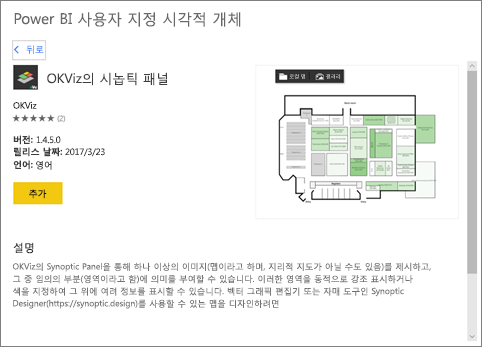 Power BI 사용자 지정 시각적 개체
뒤로
OKViz의 시놉틱 패널
OKViz
(2)
버전: 1.4.5.0
릴리스 날짜: 2017/3/23
언어: 영어
추가
로컬 맵
갤러리
설명
OKViz의 Synoptic Panel을 통해 하나 이상의 이미지(맵이라고 하며, 지리적 지도가 아닐 수도 있음)를 제시하고,
그 중 임의의 부분(영역이라고 함)에 의미를 부여할 수 있습니다. 이러한 영역을 동적으로 강조 표시하거나
색을 지정하여 그 위에 여러 정보를 표시할 수 있습니다. 벡터 그래픽 편집기 또는 자매 도구인 Synoptic
Designer(https://synoptic.design)를 사용할 수 있는 맵을 디자인하려면